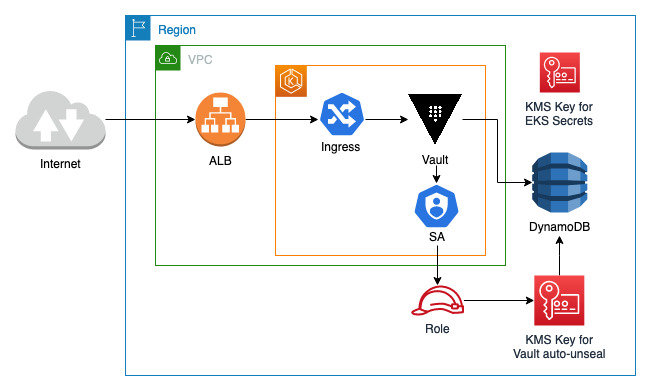 Region
VPC
KMS Key for
EKS Secrets
Internet
ALB
Ingress
Vault
SA
DynamoDB
Role
KMS Key for
Vault auto-unseal